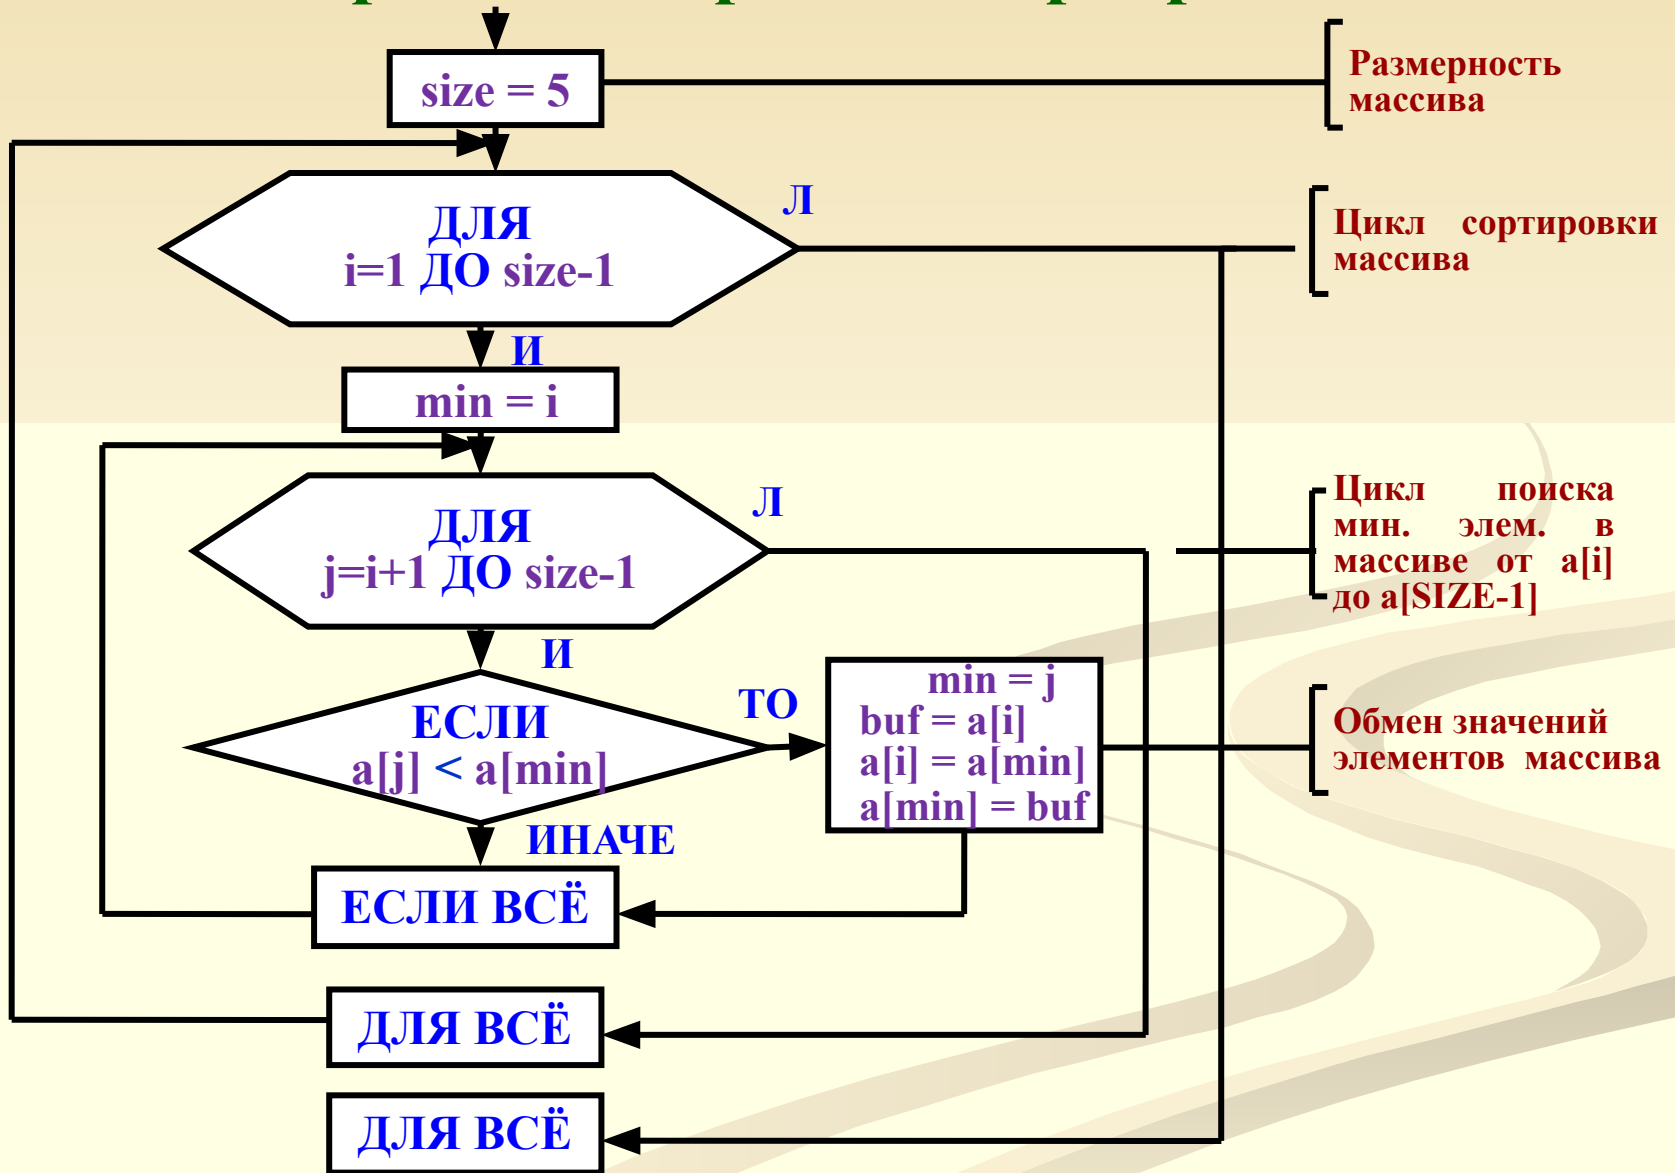 size = 5
Размерность
массива
ДЛЯ
i=1 ДО size-1
Л
Цикл сортировки
массива
И
min = i
ДЛЯ
j=i+1 ДО size-1
Л
Цикл поиска
мин. элем. в
массиве от a[i]
до a[SIZE-1]
И
ЕСЛИ
a[j] < a[min]
ТО
min = j
buf = a[i]
a[i] = a[min]
a[min] = buf
Обмен значений
элементов массива
ИНАЧЕ
ЕСЛИ ВСЁ
ДЛЯ ВСЁ
ДЛЯ ВСЁ